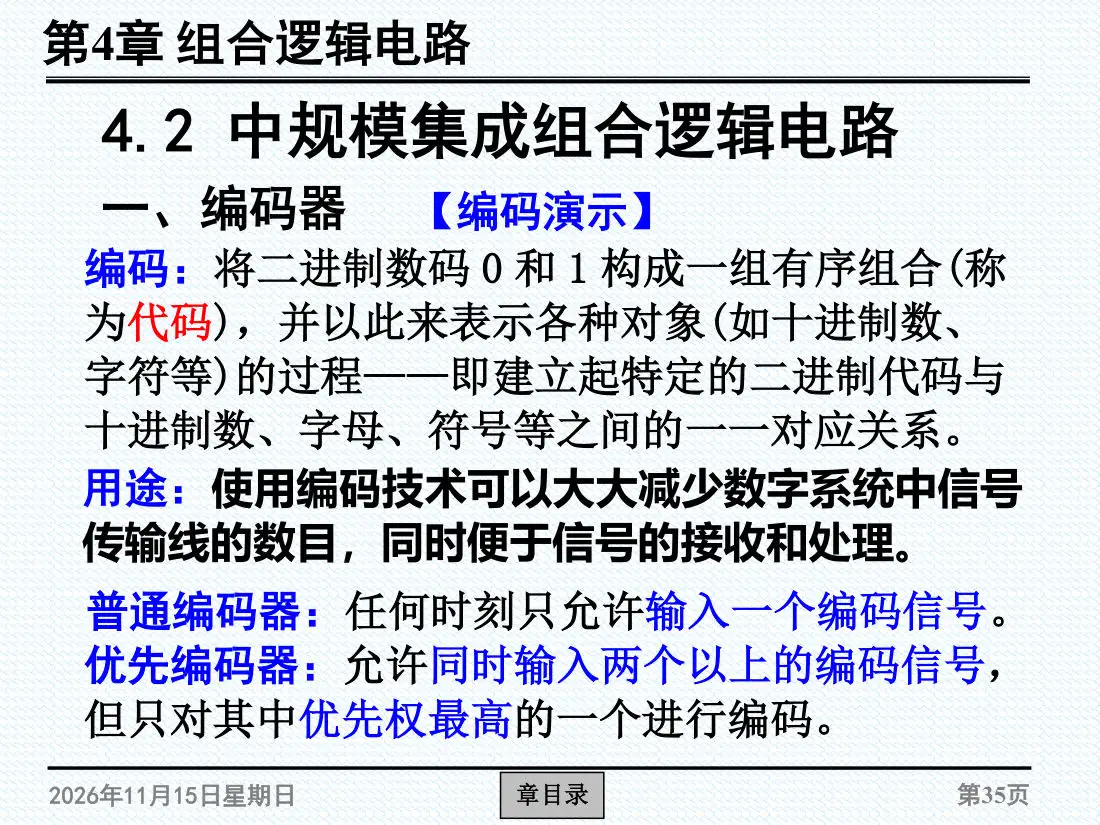 第4章 组合逻辑电路
4.2 中规模集成组合逻辑电路
一、编码器 【编码演示】
编码：将二进制数码 0 和 1 构成一组有序组合(称
为代码)，并以此来表示各种对象(如十进制数、
字符等)的过程——即建立起特定的二进制代码与
十进制数、字母、符号等之间的一一对应关系。
用途：使用编码技术可以大大减少数字系统中信号
传输线的数目，同时便于信号的接收和处理。
普通编码器：任何时刻只允许输入一个编码信号。
优先编码器：允许同时输入两个以上的编码信号，
但只对其中优先权最高的一个进行编码。
2026年11月15日星期日 章目录 第35页